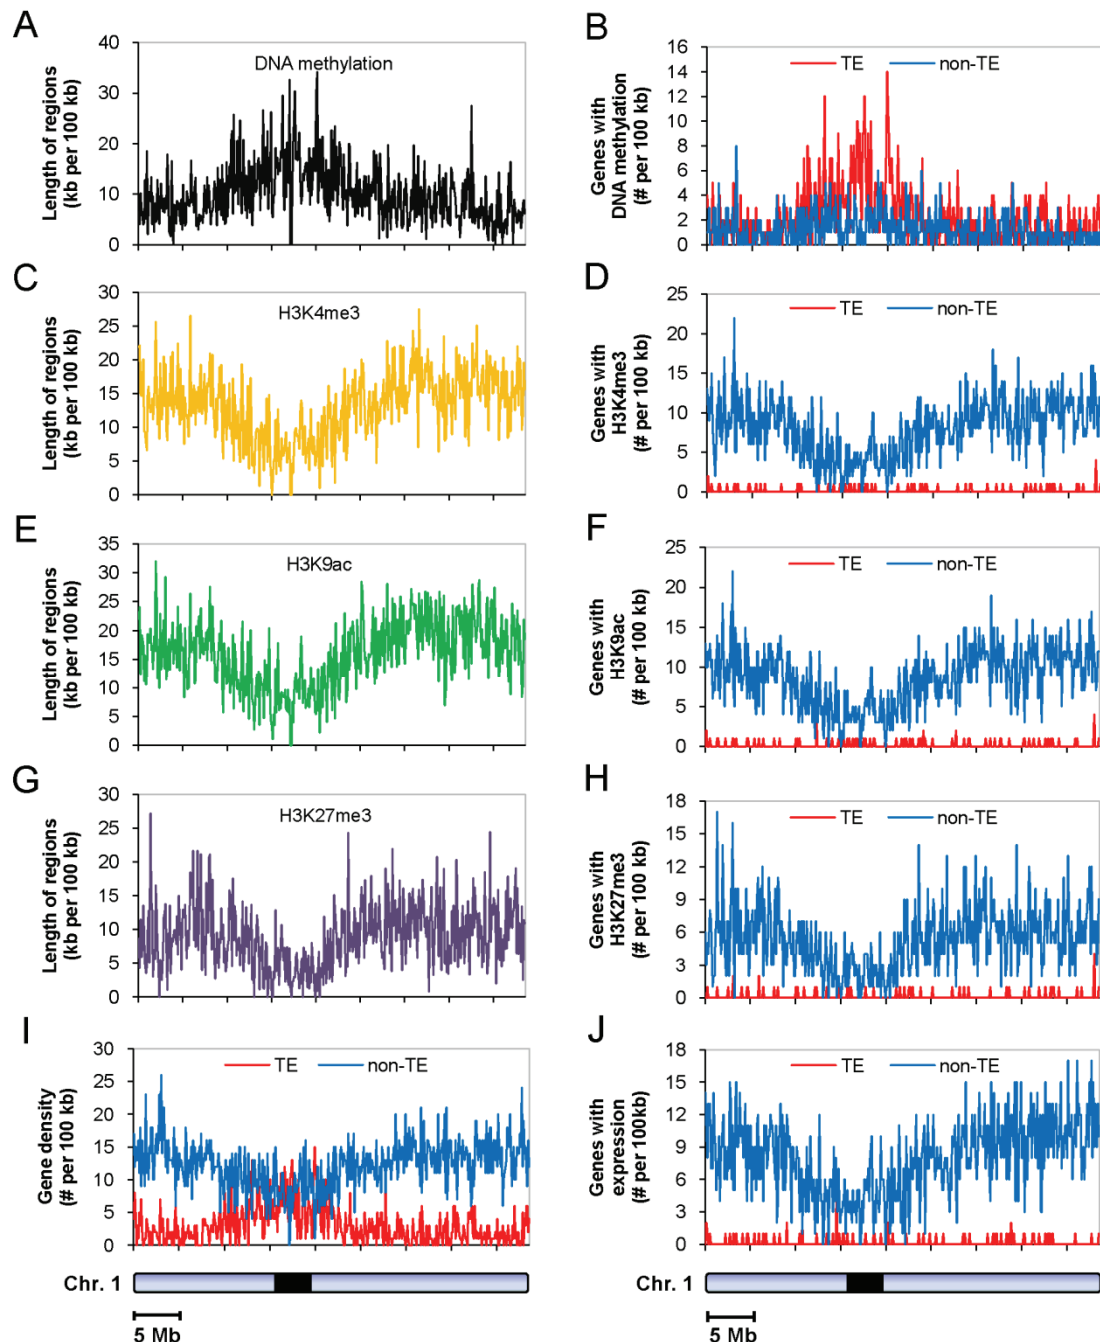 A
Length of regions
(kb per 100 kb)
40
30
20
10
0
DNA methylation
B
Genes with
DNA methylation
(# per 100 kb)
16
14
12
10
8
6
4
2
0
TE non-TE
C
Length of regions
(kb per 100 kb)
30
25
20
15
10
5
0
H3K4me3
D
Genes with
H3K4me3
(# per 100 kb)
25
20
15
10
5
0
TE non-TE
E
Length of regions
(kb per 100 kb)
35
30
25
20
15
10
5
0
H3K9ac
F
Genes with
H3K9ac
(# per 100 kb)
25
20
15
10
5
0
TE non-TE
G
Length of regions
(kb per 100 kb)
30
25
20
15
10
5
0
H3K27me3
H
Genes with
H3K27me3
(# per 100 kb)
18
15
12
9
6
3
0
TE non-TE
I
Gene density
(# per 100 kb)
30
25
20
15
10
5
0
TE non-TE
J
Genes with
expression
(# per 100kb)
18
15
12
9
6
3
0
TE non-TE
Chr. 1
5 Mb
Chr. 1
5 Mb